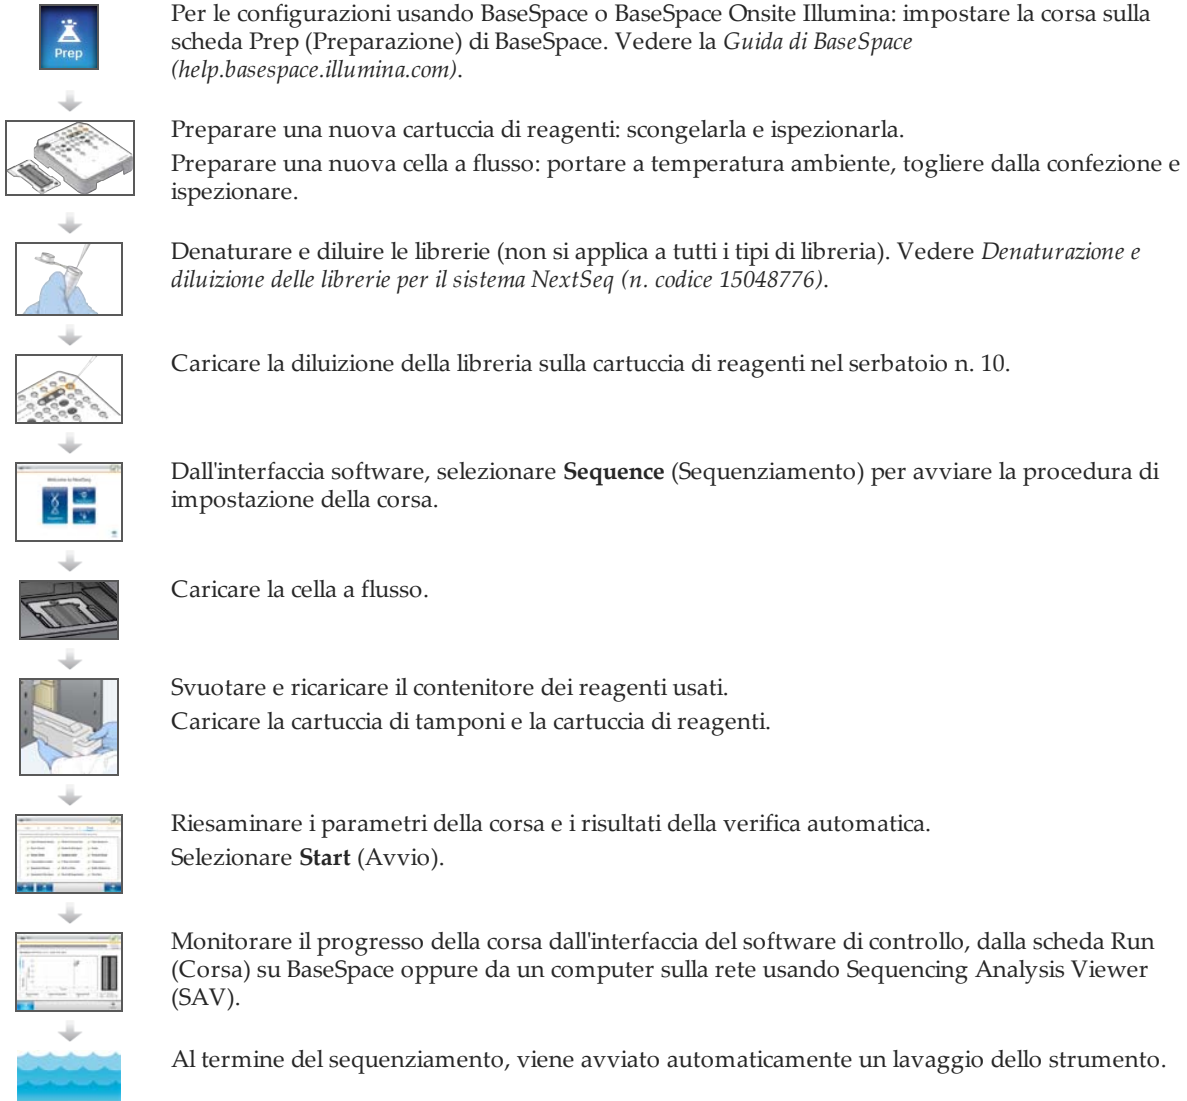 Prep
Per le configurazioni usando BaseSpace o BaseSpace Onsite Illumina: impostare la corsa sulla
scheda Prep (Preparazione) di BaseSpace. Vedere la Guida di BaseSpace
(help.basespace.illumina.com).
Preparare una nuova cartuccia di reagenti: scongelarla e ispezionarla.
Preparare una nuova cella a flusso: portare a temperatura ambiente, togliere dalla confezione e
ispezionare.
Denaturare e diluire le librerie (non si applica a tutti i tipi di libreria). Vedere Denaturazione e
diluizione delle librerie per il sistema NextSeq (n. codice 15048776).
Caricare la diluizione della libreria sulla cartuccia di reagenti nel serbatoio n. 10.
Welcome to NextSeq
Dall'interfaccia software, selezionare Sequence (Sequenziamento) per avviare la procedura di
impostazione della corsa.
Caricare la cella a flusso.
Svuotare e ricaricare il contenitore dei reagenti usati.
Caricare la cartuccia di tamponi e la cartuccia di reagenti.
Riesaminare i parametri della corsa e i risultati della verifica automatica.
Selezionare Start (Avvio).
Monitorare il progresso della corsa dall'interfaccia del software di controllo, dalla scheda Run
(Corsa) su BaseSpace oppure da un computer sulla rete usando Sequencing Analysis Viewer
(SAV).
Al termine del sequenziamento, viene avviato automaticamente un lavaggio dello strumento.